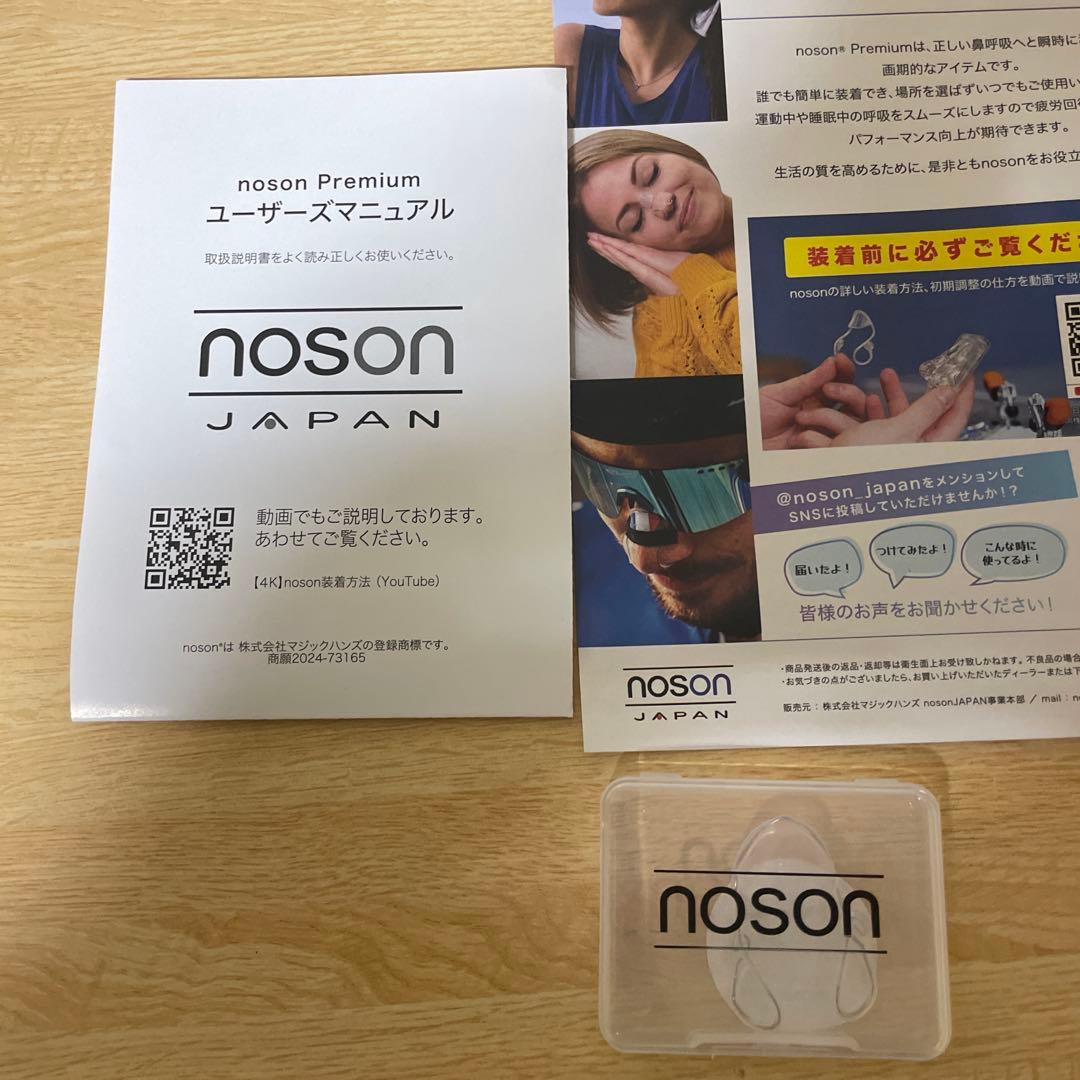 noson Premium
ユーザーズマニュアル
取扱説明書をよく読み正しくお使いください。
noson
JAPAN
動画でもご説明しております。
あわせてご覧ください。
【4K】noson装着方法（YouTube）
noson®は 株式会社マジックハンズの登録商標です。
商願2024-73165
noson® Premiumは、正しい鼻呼吸へと瞬時に
画期的なアイテムです。
誰でも簡単に装着でき、場所を選ばずいつでもご使用い
運動中や睡眠中の呼吸をスムーズにしますので疲労回
パフォーマンス向上が期待できます。
生活の質を高めるために、是非ともnosonをお役立
装着前に必ずご覧くだ
nosonの詳しい装着方法、初期調整の仕方を動画で説
@noson_japanをメンションして
SNSに投稿していただけませんか！？
届いたよ！
つけてみたよ！
こんな時に
使ってるよ！
皆様のお声をお聞かせください！
noson
JAPAN
・商品発送後の返品・返却等は衛生面上お受け致しかねます。不良品の場合
・お気づきの点がございましたら、お買い上げいただいたディーラーまたは下
販売元：株式会社マジックハンズ nosonJAPAN事業本部 / mail：no
noson